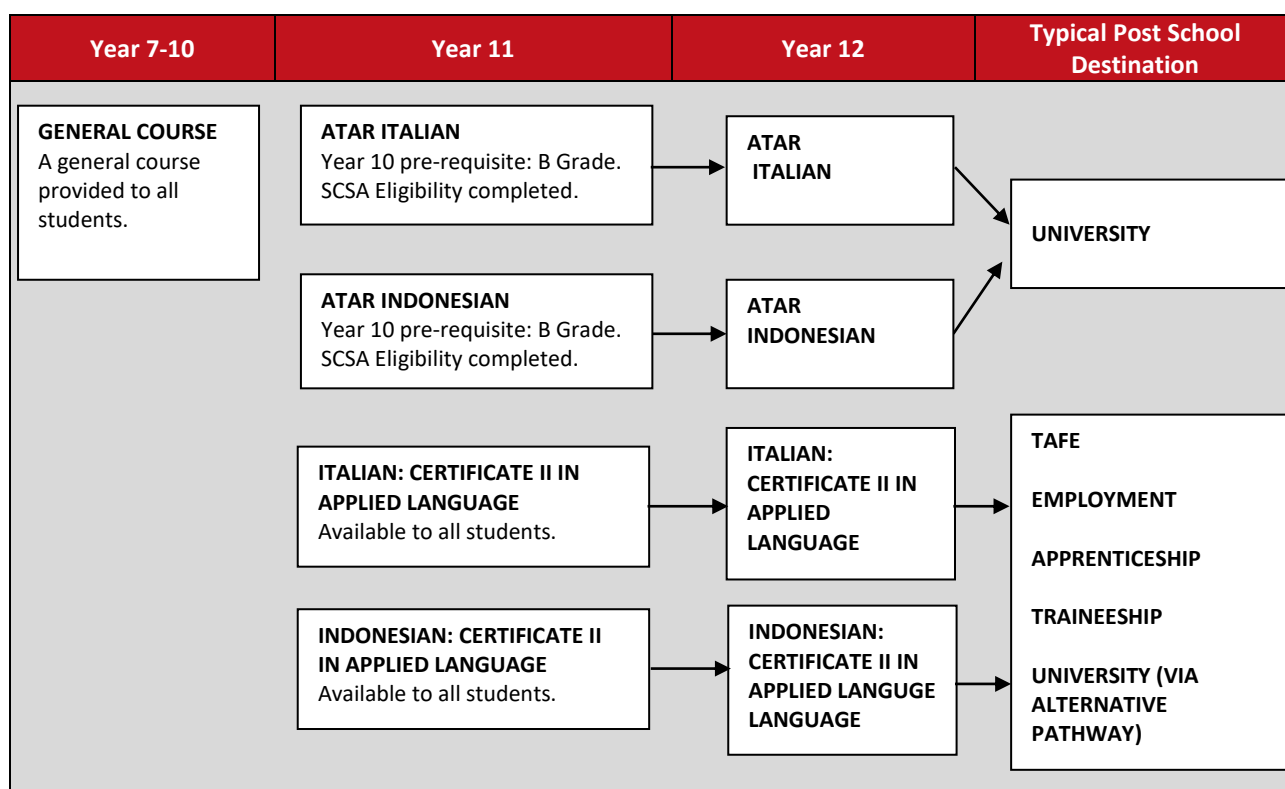 Year 7-10
Year 11
Year 12
Typical Post School
Destination
GENERAL COURSE
A general course
provided to all
students.
ATAR ITALIAN
Year 10 pre-requisite: B Grade.
SCSA Eligibility completed.
ATAR
ITALIAN
UNIVERSITY
ATAR INDONESIAN
Year 10 pre-requisite: B Grade.
SCSA Eligibility completed.
ATAR
INDONESIAN
ITALIAN: CERTIFICATE II IN
APPLIED LANGUAGE
Available to all students.
ITALIAN:
CERTIFICATE II IN
APPLIED
LANGUAGE
INDONESIAN: CERTIFICATE II
IN APPLIED LANGUAGE
Available to all students.
INDONESIAN:
CERTIFICATE II IN
APPLIED LANGUGE
LANGUAGE
TAFE
EMPLOYMENT
APPRENTICESHIP
TRAINEESHIP
UNIVERSITY (VIA
ALTERNATIVE
PATHWAY)